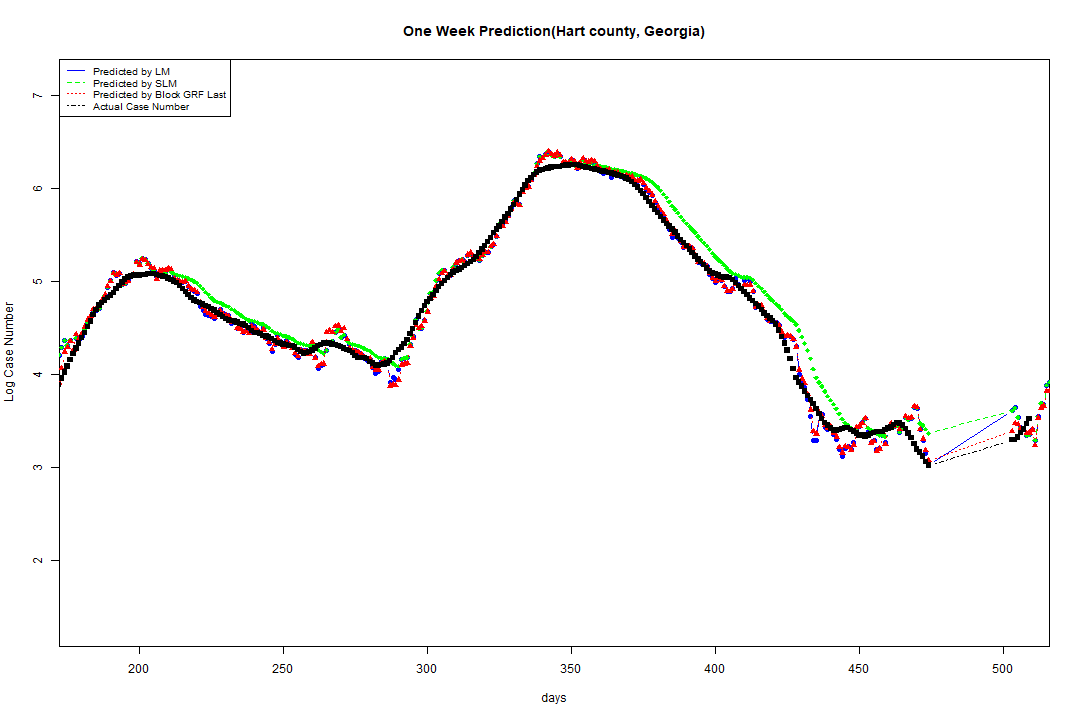 One Week Prediction(Hart county, Georgia)
Predicted by LM
Predicted by SLM
Predicted by Block GRF Last
Actual Case Number
7
6
5
4
3
2
Log Case Number
200 250 300 350 400 450 500
days